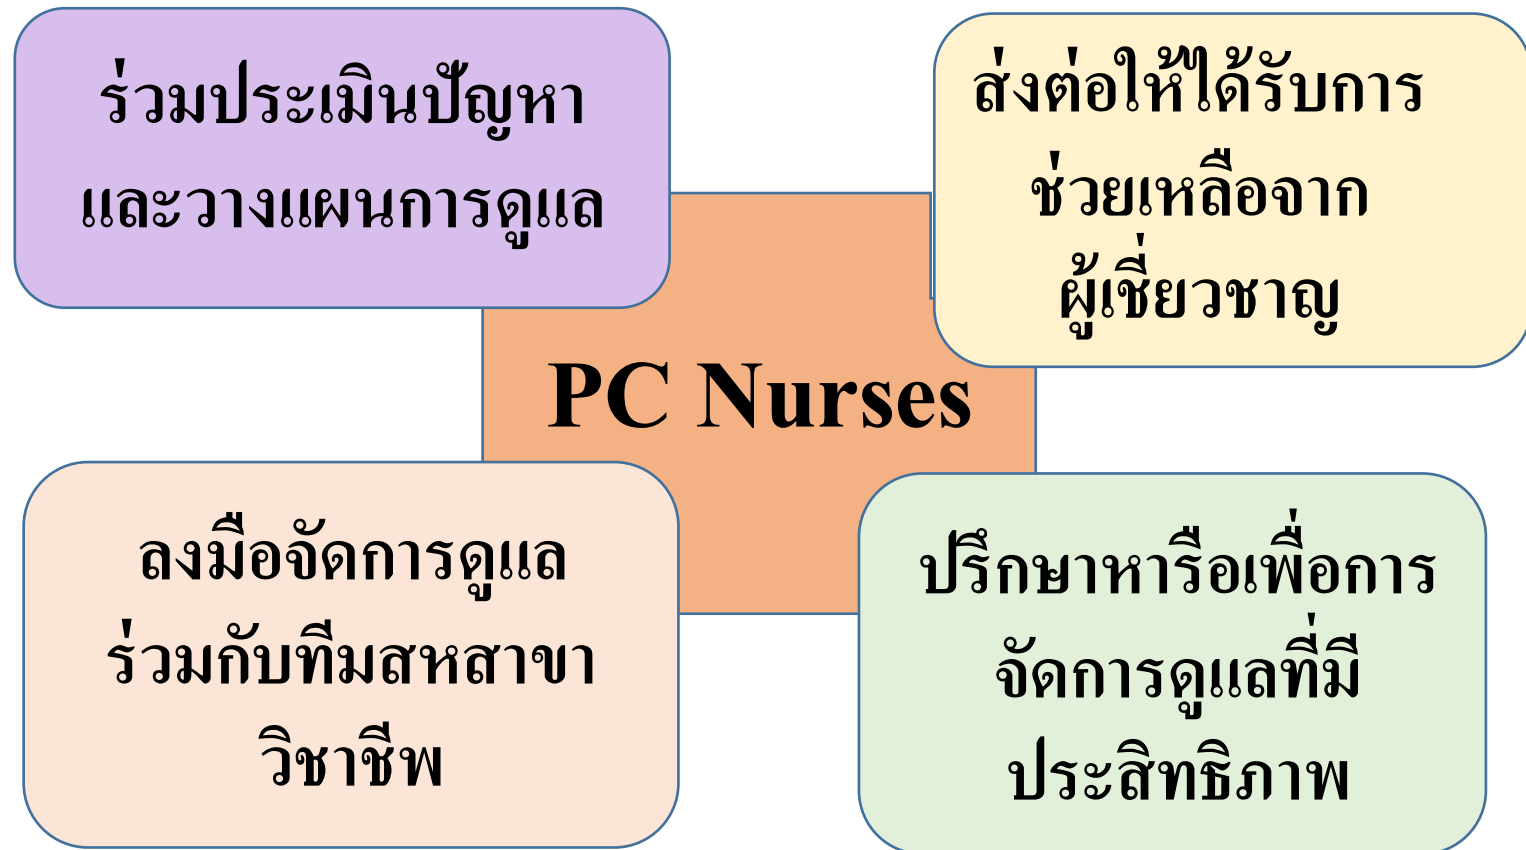 ร่วมประเมินปัญหา
และวางแผนการดูแล
ส่งต่อให้ได้รับการ
ช่วยเหลือจาก
ผู้เชี่ยวชาญ
PC Nurses
ลงมือจัดการดูแล
ร่วมกับทีมสหสาขา
วิชาชีพ
ปรึกษาหารือเพื่อการ
จัดการดูแลที่มี
ประสิทธิภาพ